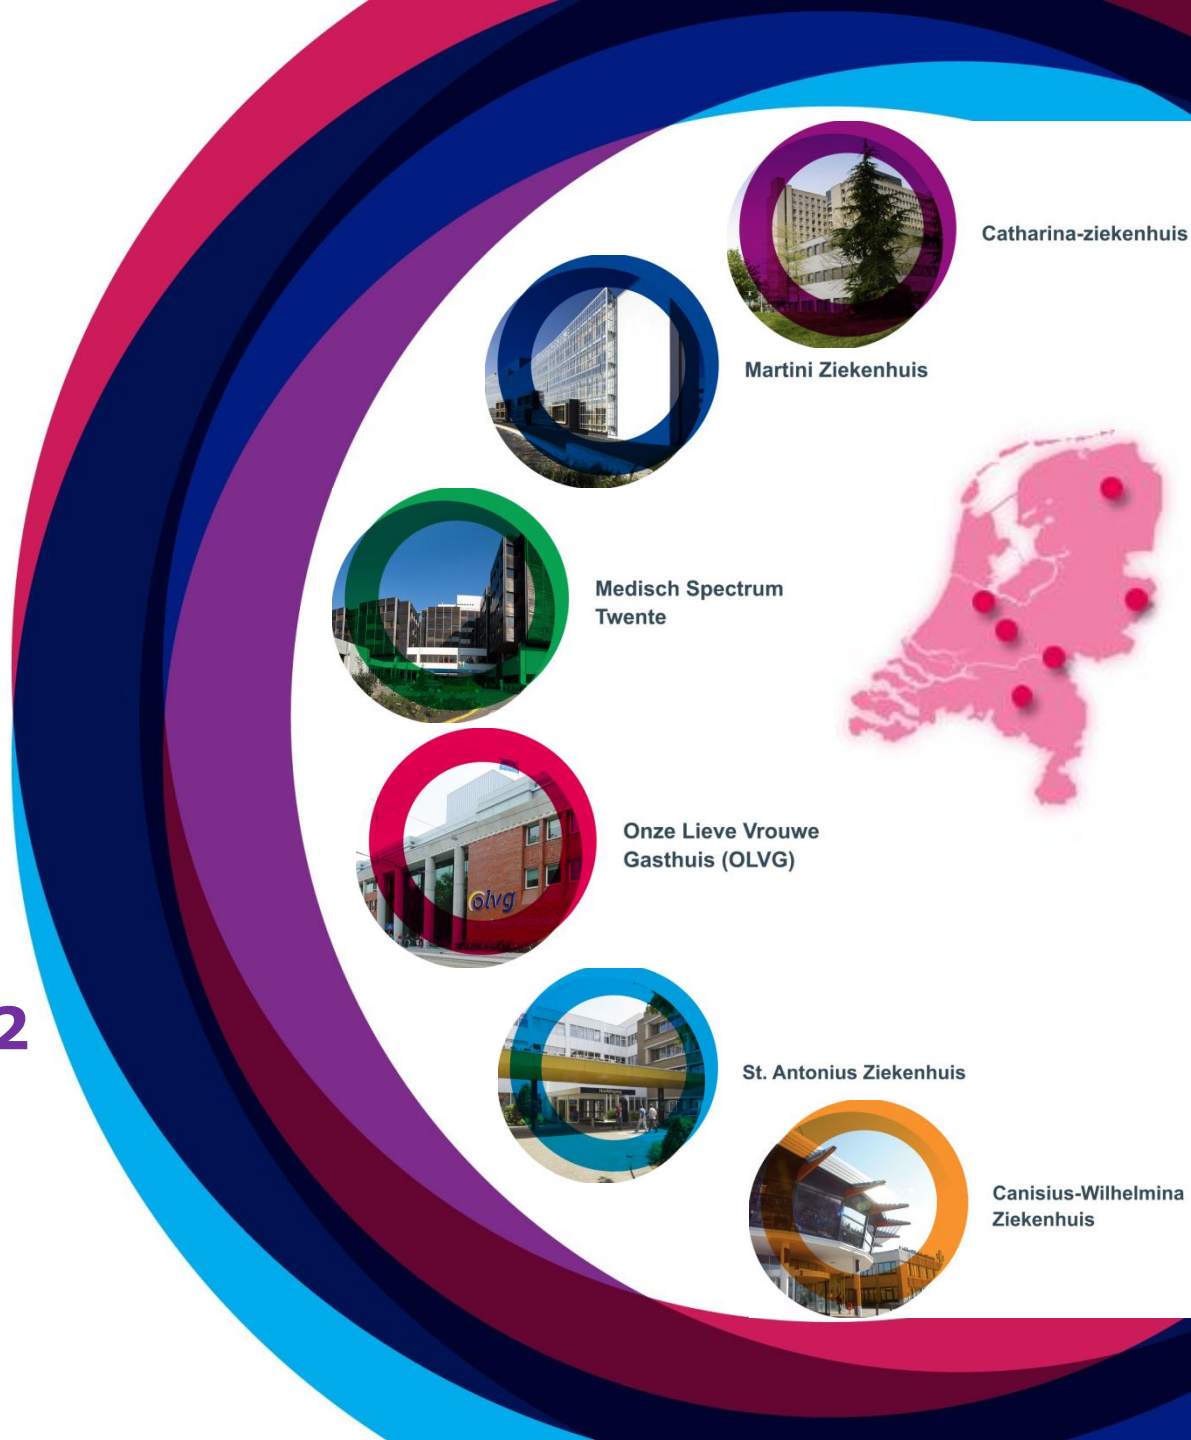 Catharina-ziekenhuis
Martini Ziekenhuis
Medisch Spectrum
Twente
Onze Lieve Vrouwe
Gasthuis (OLVG)
olvg
2
St. Antonius Ziekenhuis
Canisius-Wilhelmina
Ziekenhuis